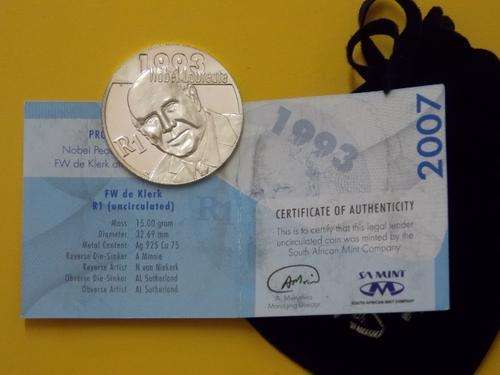 1993
Nobel Laureate
R1
PRO
Nobel Pea
FW de Klerk a
FW de Klerk
R1 (uncirculated)
Mass 15.00 gram
Diameter 32.69 mm
Metal Content Ag 925 Cu 75
Reverse Die-Sinker A Minnie
Reverse Artist N van Niekerk
Obverse Die-Sinker AL Sutherland
Obverse Artist AL Sutherland
1993
R1
2007
CERTIFICATE OF AUTHENTICITY
This is to certify that this legal tender
uncirculated coin was minted by the
South African Mint Company
Managing Director
SA MINT
SOUTH AFRICAN MINT COMPANY